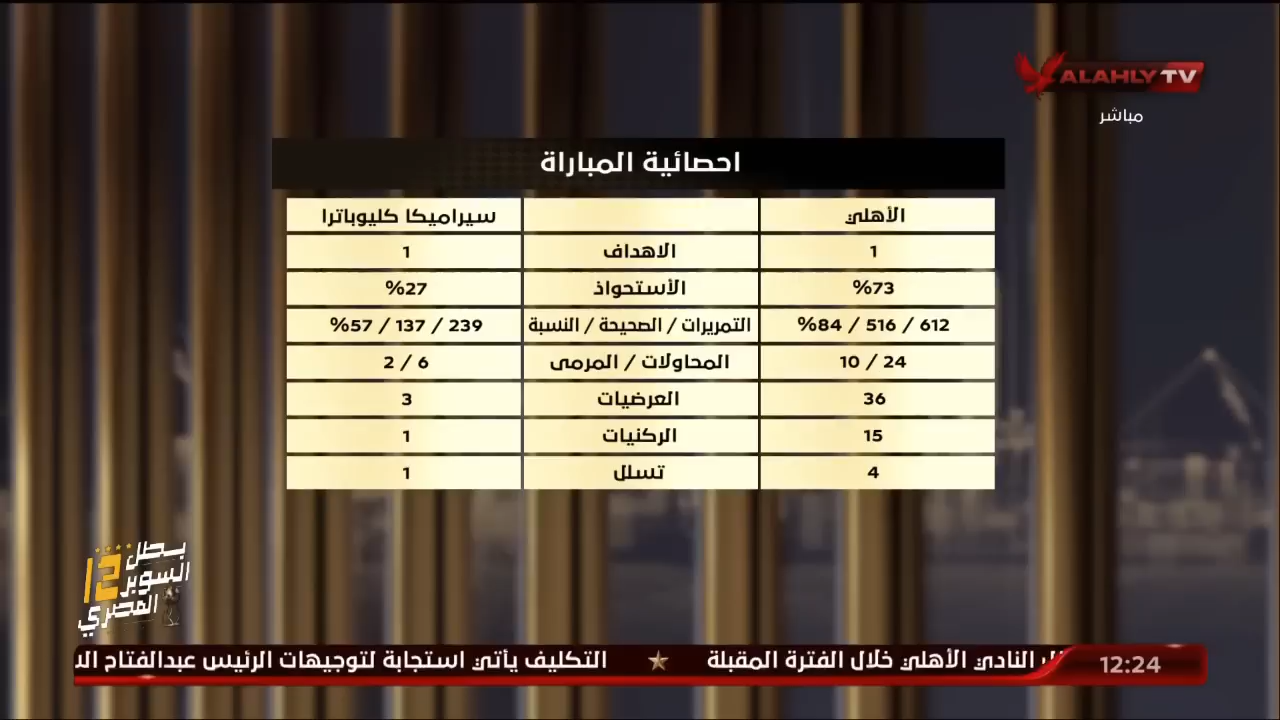 ALAHLY TV
مباشر
احصائية المباراة
الأهلي سيراميكا كليوباترا
1 الاهداف 1
%73 الأستحواذ %27
612 / 516 / 84% التمريرات / الصحيحة / النسبة 239 / 137 / 57%
24 / 10 المحاولات / المرمى 6 / 2
36 العرضيات 3
15 الركنيات 1
4 تسلل 1
بطل 12
السوبر
المصري
النادي الأهلي خلال الفترة المقبلة ★ التكليف يأتي استجابة لتوجيهات الرئيس عبدالفتاح
12:24